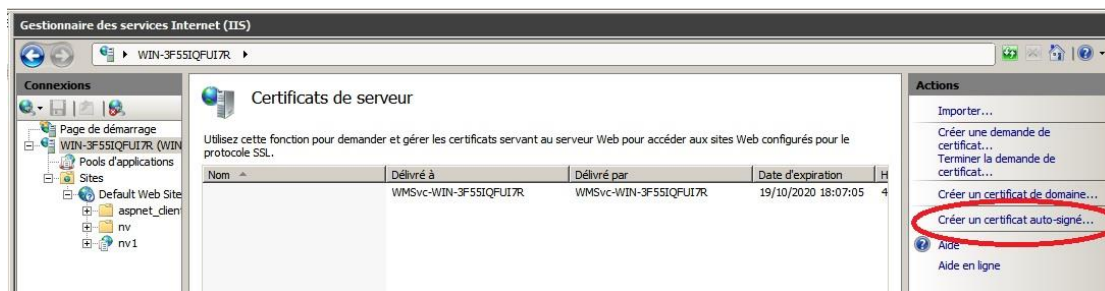 Gestionnaire des services Internet (IIS)
WIN-3F55IQFUI7R
Connexions
Page de démarrage
WIN-3F55IQFUI7R (WIN
Pools d'applications
Sites
Default Web Site
aspnet_clien
nv
nv1
Certificats de serveur
Utilisez cette fonction pour demander et gérer les certificats servant au serveur Web pour accéder aux sites Web configurés pour le
protocole SSL.
Nom Délivré à Délivré par Date d'expiration H
WMSvc-WIN-3F55IQFUI7R WMSvc-WIN-3F55IQFUI7R 19/10/2020 18:07:05 4
Actions
Importer...
Créer une demande de
certificat...
Terminer la demande de
certificat...
Créer un certificat de domaine...
Créer un certificat auto-signé...
Aide
Aide en ligne